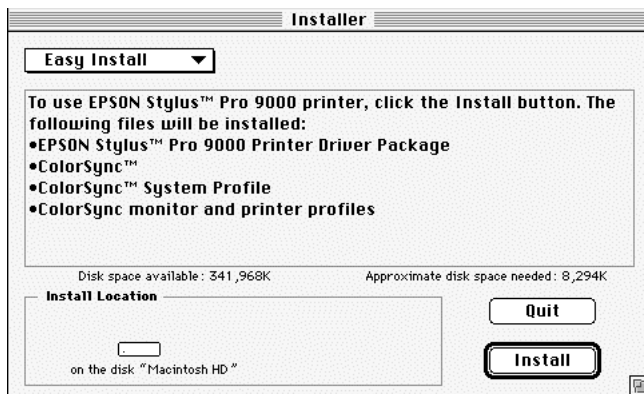 Installer
Easy Install
To use EPSON Stylus™ Pro 9000 printer, click the Install button. The
following files will be installed:
•EPSON Stylus™ Pro 9000 Printer Driver Package
•ColorSync™
•ColorSync™ System Profile
•ColorSync monitor and printer profiles
Disk space available: 341,968K
Approximate disk space needed: 8,294K
Install Location
on the disk “Macintosh HD”
Quit
Install